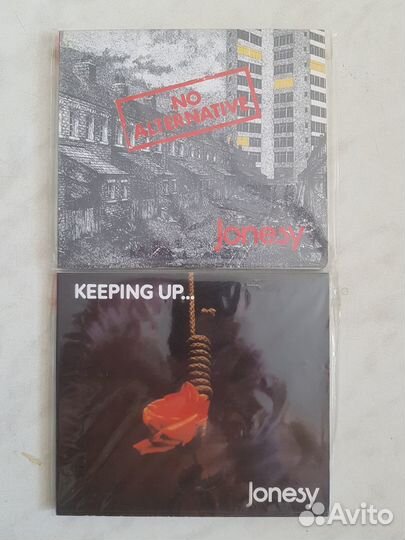 NO
ALTERNATIVE
jonesy
KEEPING UP...
jonesy
Avito